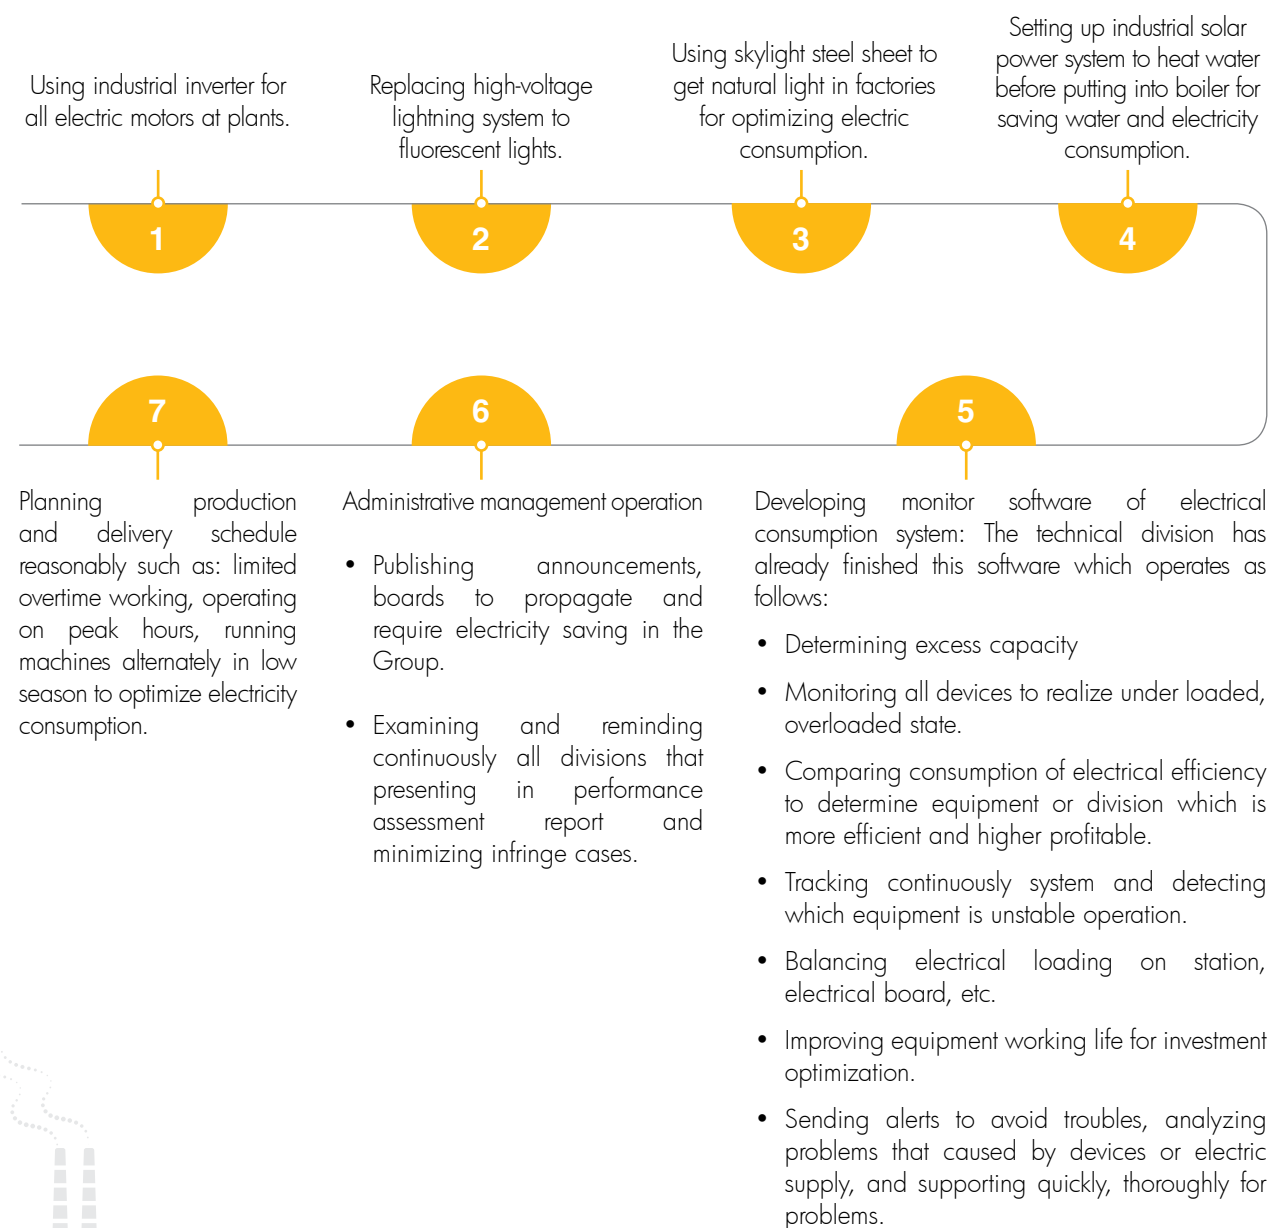 Using industrial inverter for
all electric motors at plants.
1
Replacing high-voltage
lightning system to
fluorescent lights.
2
Using skylight steel sheet to
get natural light in factories
for optimizing electric
consumption.
3
Setting up industrial solar
power system to heat water
before putting into boiler for
saving water and electricity
consumption.
4
5
Developing monitor software of electrical
consumption system: The technical division has
already finished this software which operates as
follows:
• Determining excess capacity
• Monitoring all devices to realize under loaded,
overloaded state.
• Comparing consumption of electrical efficiency
to determine equipment or division which is
more efficient and higher profitable.
• Tracking continuously system and detecting
which equipment is unstable operation.
• Balancing electrical loading on station,
electrical board, etc.
• Improving equipment working life for investment
optimization.
• Sending alerts to avoid troubles, analyzing
problems that caused by devices or electric
supply, and supporting quickly, thoroughly for
problems.
6
Administrative management operation
• Publishing announcements,
boards to propagate and
require electricity saving in the
Group.
• Examining and reminding
continuously all divisions that
presenting in performance
assessment report and
minimizing infringe cases.
7
Planning production
and delivery schedule
reasonably such as: limited
overtime working, operating
on peak hours, running
machines alternately in low
season to optimize electricity
consumption.